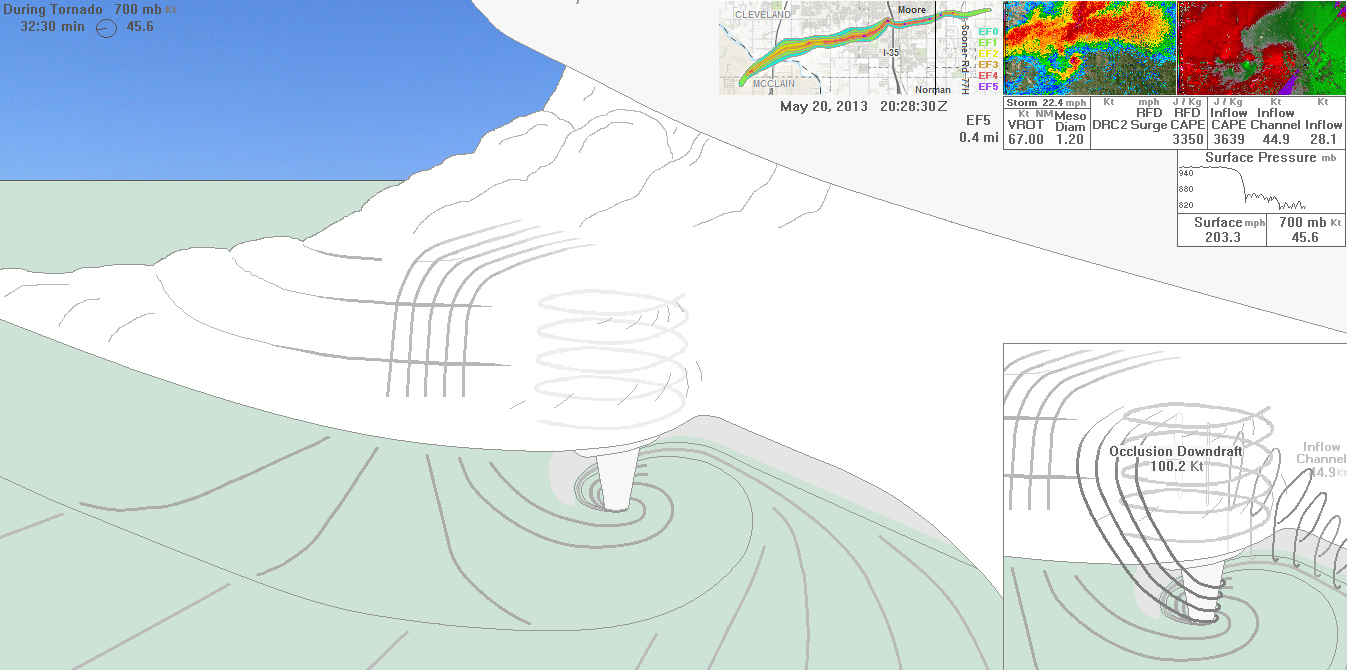 During Tornado 700 mb Kt
32:30 min 45.6
CLEVELAND
Moore
I-35
Sooner Rd
77H
MCCLAIN
Norman
EF0
EF1
EF2
EF3
EF4
EF5
May 20, 2013 20:28:30Z
EF5
0.4 mi
Storm 22.4 mph
Kt NM
VROT Meso Diam
67.00 1.20
Kt mph J / Kg
DRC2 RFD Surge RFD CAPE
3350
J / Kg Kt Kt
Inflow CAPE Inflow Channel Inflow
3639 44.9 28.1
Surface Pressure mb
940
880
820
Surface mph 700 mb Kt
203.3 45.6
Occlusion Downdraft
100.2 Kt
Inflow
Channel
44.9 Kt